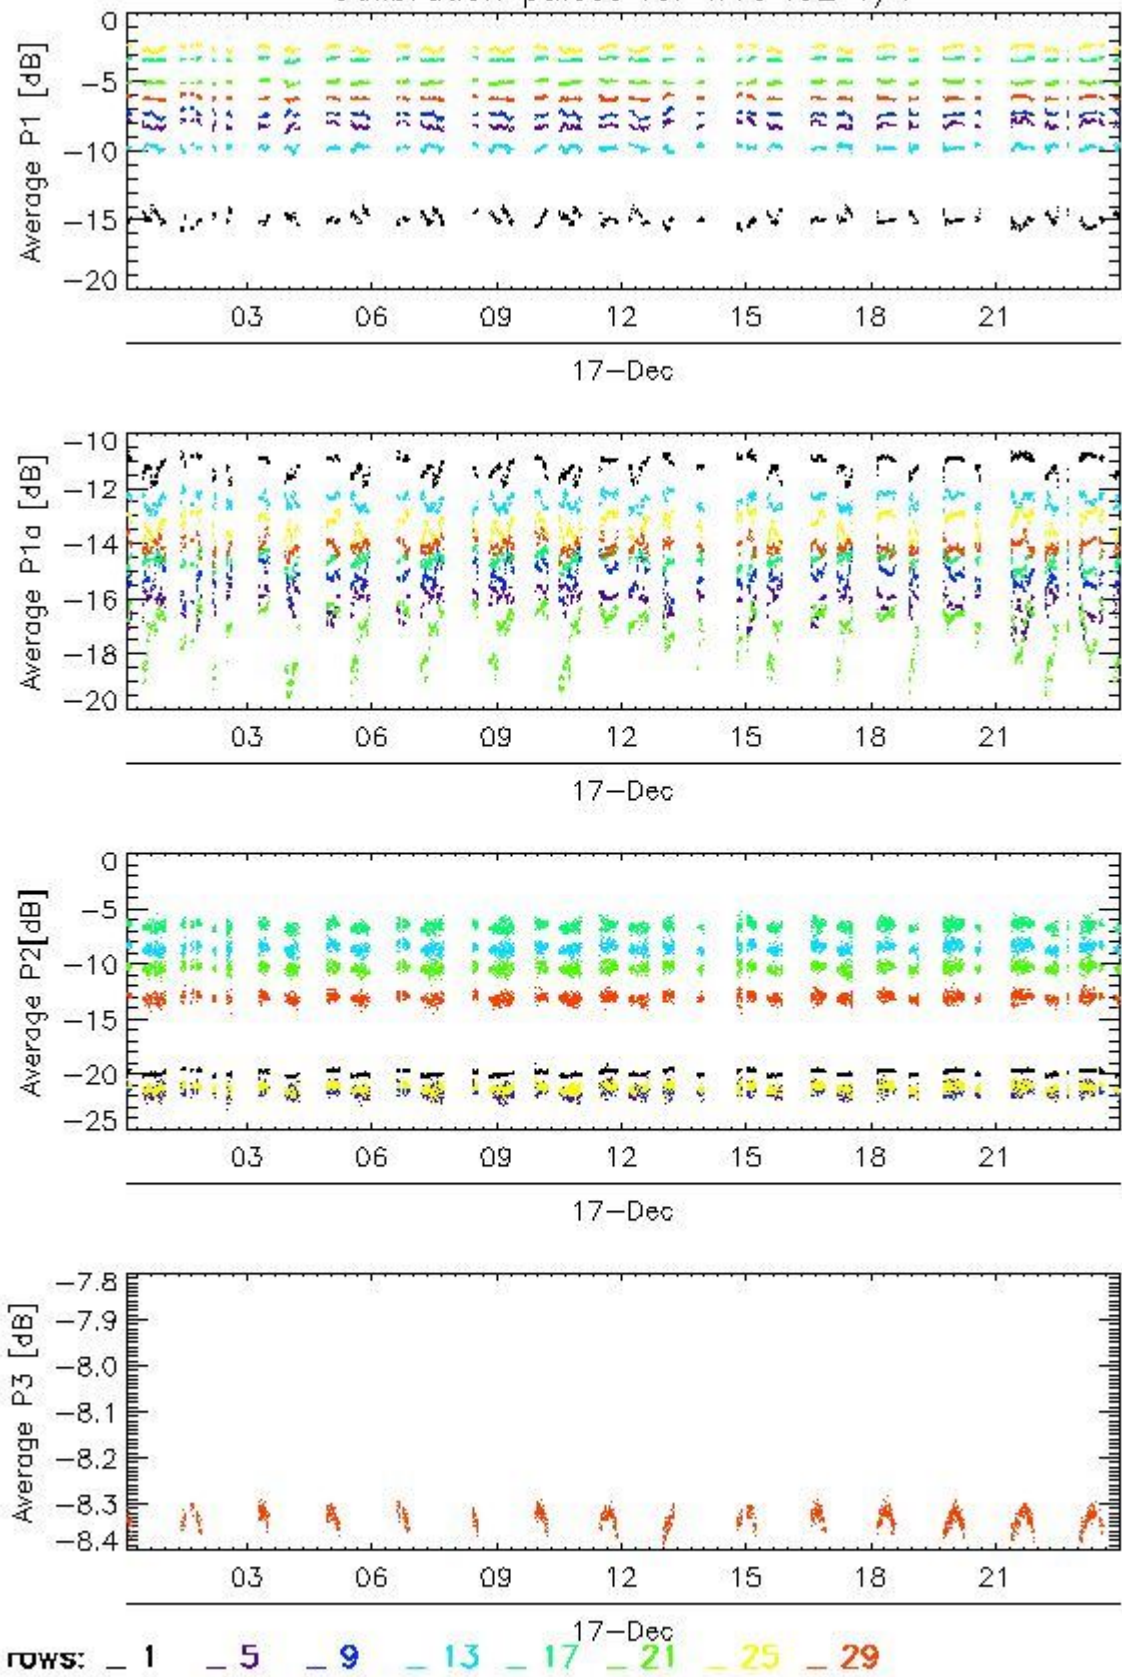 0
−5
−10
−15
−20
Average P1 [dB]
03 06 09 12 15 18 21
17−Dec
−10
−12
−14
−16
−18
−20
Average P1a [dB]
03 06 09 12 15 18 21
17−Dec
0
−5
−10
−15
−20
−25
Average P2[dB]
03 06 09 12 15 18 21
17−Dec
−7.8
−7.9
−8.0
−8.1
−8.2
−8.3
−8.4
Average P3 [dB]
03 06 09 12 15 18 21
17−Dec
rows: _ 1 _ 5 _ 9 _ 13 _ 17 _ 21 _ 25 _ 29